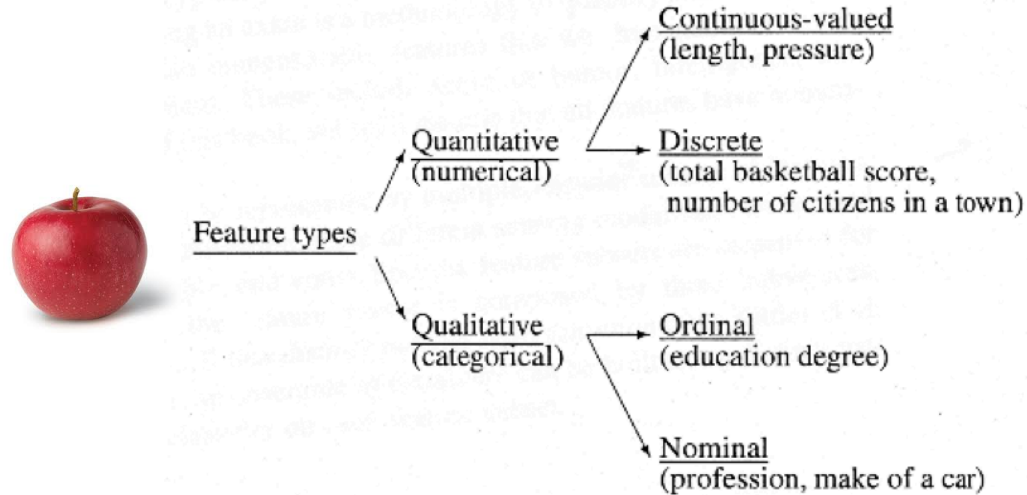 Continuous-valued
(length, pressure)
Quantitative
(numerical)
Discrete
(total basketball score,
number of citizens in a town)
Feature types
Qualitative
(categorical)
Ordinal
(education degree)
Nominal
(profession, make of a car)